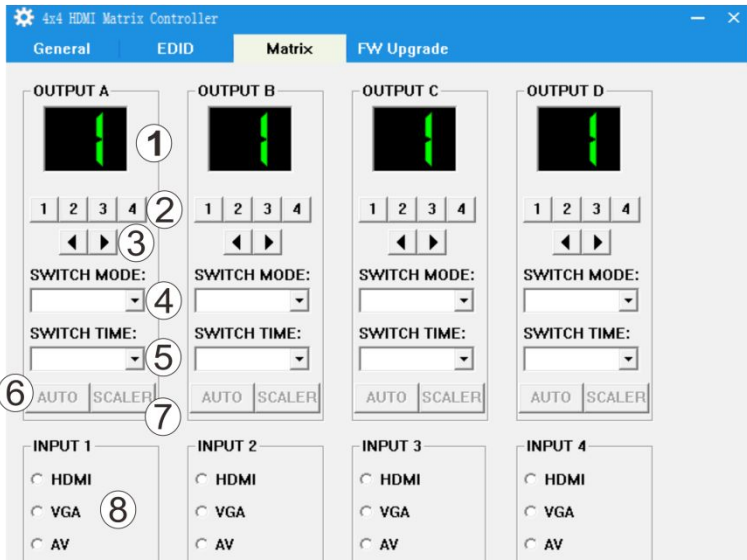 4x4 HDMI Matrix Controller
General EDID Matrix FW Upgrade
OUTPUT A OUTPUT B OUTPUT C OUTPUT D
1 1 1 1 1
1 2 3 4 2 1 2 3 4 1 2 3 4 1 2 3 4
3
SWITCH MODE: SWITCH MODE: SWITCH MODE: SWITCH MODE:
4
SWITCH TIME: SWITCH TIME: SWITCH TIME: SWITCH TIME:
5
6 AUTO SCALER AUTO SCALER AUTO SCALER AUTO SCALER
7
INPUT 1 INPUT 2 INPUT 3 INPUT 4
HDMI HDMI HDMI HDMI
VGA 8 VGA VGA VGA
AV AV AV AV